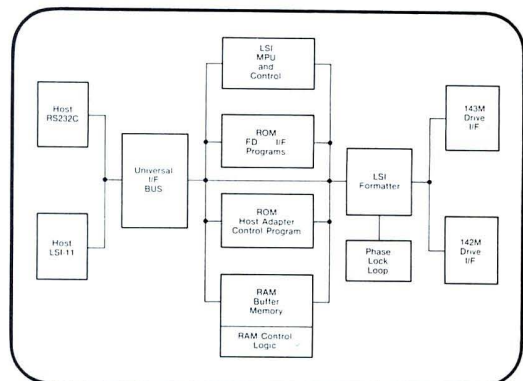 LSI
MPU
and
Control
Host
RS232C
143M
Drive
I/F
ROM
FD I/F
Programs
Universal
I/F
BUS
LSI
Formatter
ROM
Host Adapter
Control Program
Host
LSI-11
Phase
Lock
Loop
142M
Drive
I/F
RAM
Buffer
Memory
RAM Control
Logic